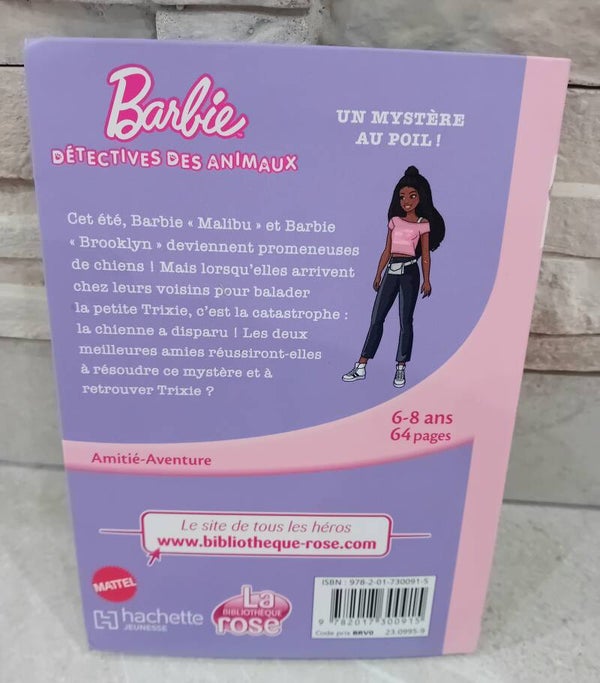 Barbie
DÉTECTIVES DES ANIMAUX
UN MYSTÈRE
AU POIL !
Cet été, Barbie « Malibu » et Barbie
« Brooklyn » deviennent promeneuses
de chiens ! Mais lorsqu'elles arrivent
chez leurs voisins pour balader
la petite Trixie, c'est la catastrophe :
la chienne a disparu ! Les deux
meilleures amies réussiront-elles
à résoudre ce mystère et à
retrouver Trixie ?
6-8 ans
64 pages
Amitié-Aventure
Le site de tous les héros
www.bibliotheque-rose.com
MATTEL
hachette
JEUNESSE
La
BIBLIOTHÈQUE
rose
ISBN : 978-2-01-730091-5
9 782017 300915
Code prix BRV0 23.0995-9